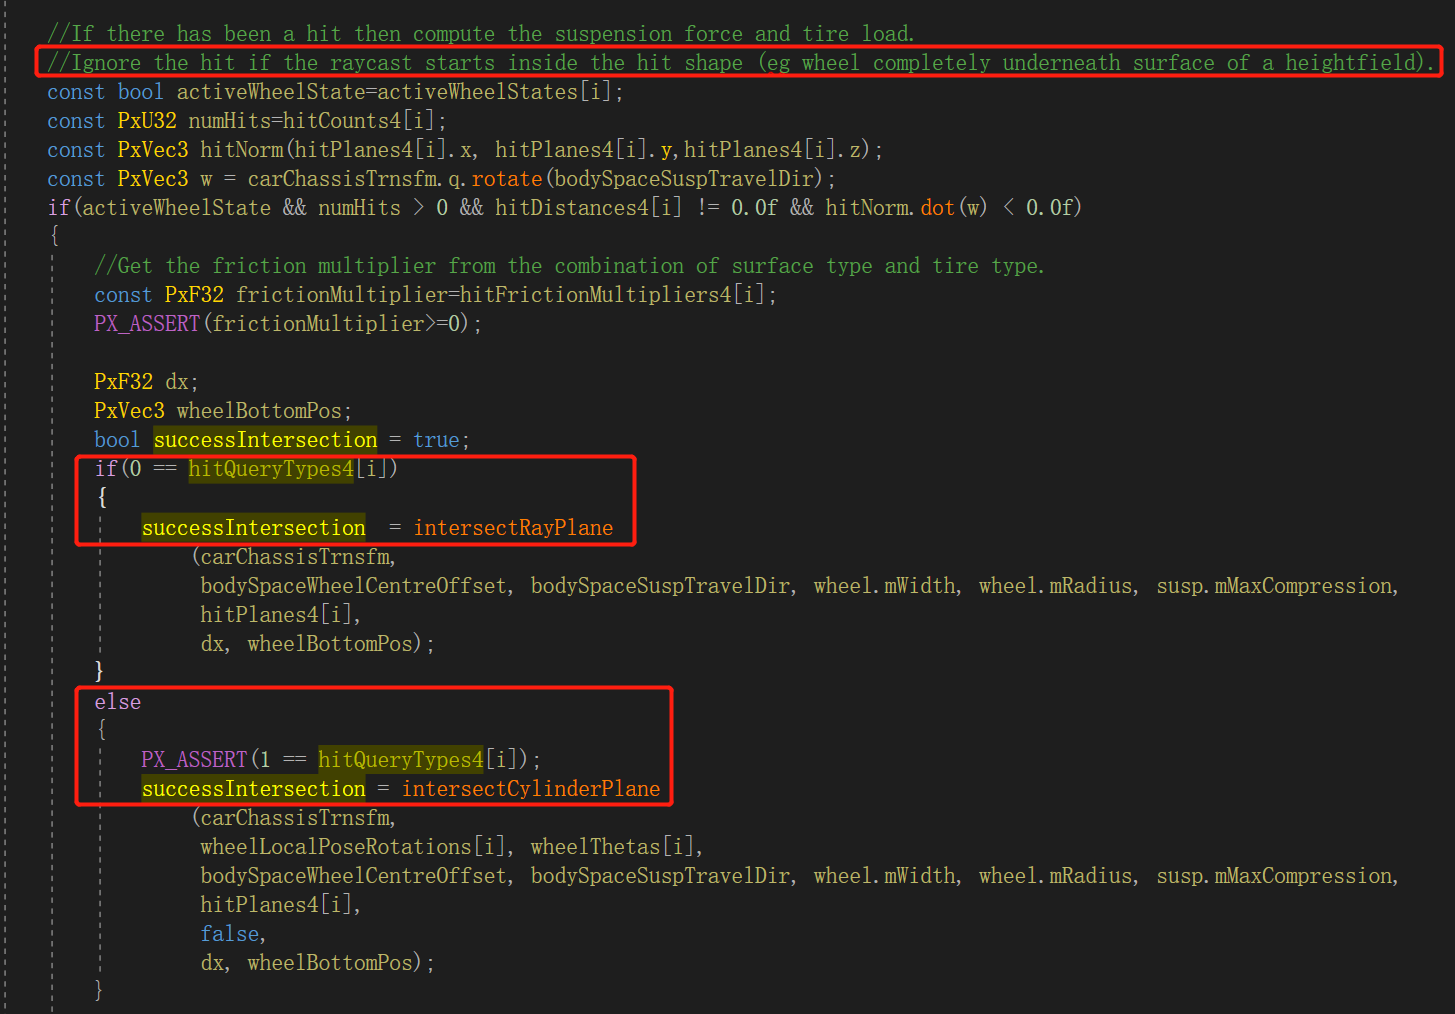 //If there has been a hit then compute the suspension force and tire load.
//Ignore the hit if the raycast starts inside the hit shape (eg wheel completely underneath surface of a heightfield).
const bool activeWheelState=activeWheelStates[i];
const PxU32 numHits=hitCounts4[i];
const PxVec3 hitNorm(hitPlanes4[i].x, hitPlanes4[i].y,hitPlanes4[i].z);
const PxVec3 w = carChassisTrnsfm.q.rotate(bodySpaceSuspTravelDir);
if(activeWheelState && numHits > 0 && hitDistances4[i] != 0.0f && hitNorm.dot(w) < 0.0f)
{
//Get the friction multiplier from the combination of surface type and tire type.
const PxF32 frictionMultiplier=hitFrictionMultipliers4[i];
PX_ASSERT(frictionMultiplier>=0);
PxF32 dx;
PxVec3 wheelBottomPos;
bool successIntersection = true;
if(0 == hitQueryTypes4[i])
{
successIntersection = intersectRayPlane
(carChassisTrnsfm,
bodySpaceWheelCentreOffset, bodySpaceSuspTravelDir, wheel.mWidth, wheel.mRadius, susp.mMaxCompression,
hitPlanes4[i],
dx, wheelBottomPos);
}
else
{
PX_ASSERT(1 == hitQueryTypes4[i]);
successIntersection = intersectCylinderPlane
(carChassisTrnsfm,
wheelLocalPoseRotations[i], wheelThetas[i],
bodySpaceWheelCentreOffset, bodySpaceSuspTravelDir, wheel.mWidth, wheel.mRadius, susp.mMaxCompression,
hitPlanes4[i],
false,
dx, wheelBottomPos);
}